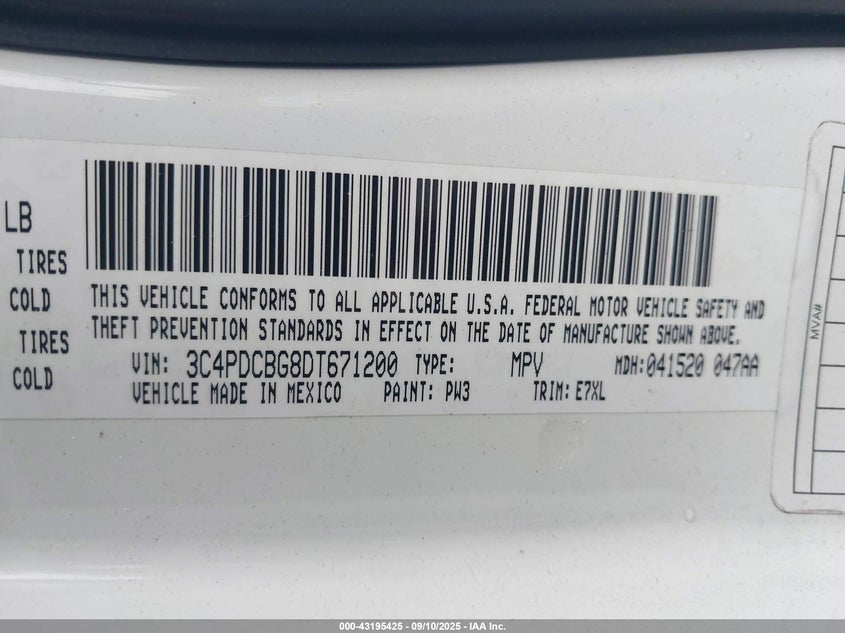 LB
TIRES
COLD
TIRES
COLD
THIS VEHICLE CONFORMS TO ALL APPLICABLE U.S.A. FEDERAL MOTOR VEHICLE SAFETY AND
THEFT PREVENTION STANDARDS IN EFFECT ON THE DATE OF MANUFACTURE SHOWN ABOVE.
VIN: 3C4PDCBG8DT671200 TYPE: MPV MDH:041520 047AA
VEHICLE MADE IN MEXICO PAINT: PW3 TRIM: E7XL
MVA#
000-43195425 - 09/10/2025 - IAA Inc.